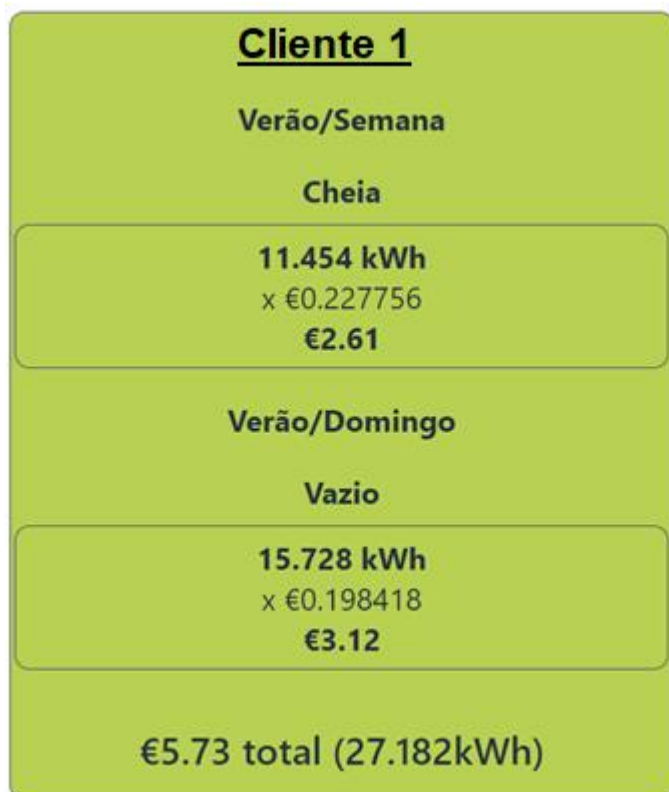 Cliente 1
Verão/Semana
Cheia
11.454 kWh
x €0.227756
€2.61
Verão/Domingo
Vazio
15.728 kWh
x €0.198418
€3.12
€5.73 total (27.182kWh)